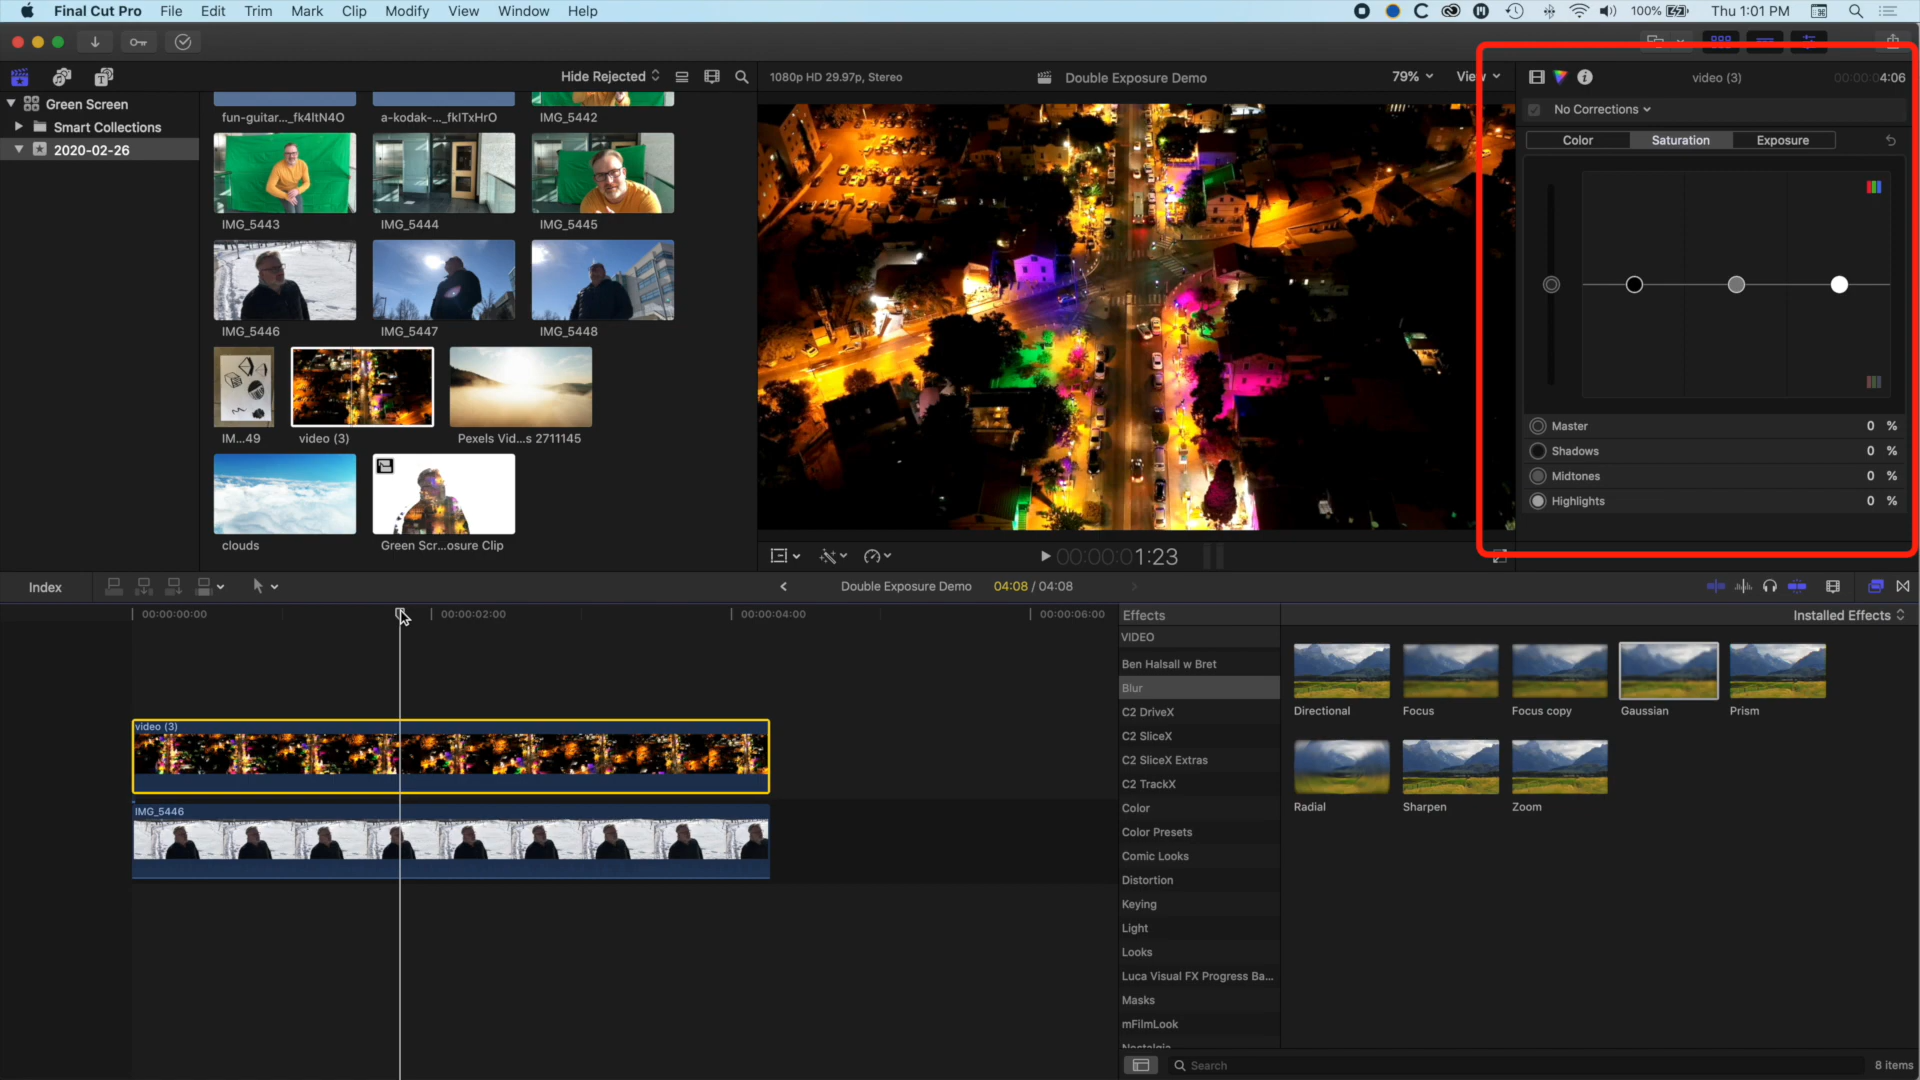 Final Cut Pro File Edit Trim Mark Clip Modify View Window Help 100% Thu 1:01 PM
Hide Rejected
1080p HD 29.97p, Stereo Double Exposure Demo 79% View
video (3) 00:00:04:06
Green Screen
Smart Collections
2020-02-26
fun-guitar..._fk4ltN4O a-kodak-..._fkITxHrO IMG_5442
IMG_5443 IMG_5444 IMG_5445
IMG_5446 IMG_5447 IMG_5448
IM...49 video (3) Pexels Vid...s 2711145
clouds Green Scr...osure Clip
No Corrections
Color Saturation Exposure
Master 0 %
Shadows 0 %
Midtones 0 %
Highlights 0 %
00:00:01:23
Index Double Exposure Demo 04:08 / 04:08
00:00:00:00 00:00:02:00 00:00:04:00 00:00:06:00
video (3)
IMG_5446
Effects Installed Effects
VIDEO
Ben Halsall w Bret
Blur
C2 DriveX
C2 SliceX
C2 SliceX Extras
C2 TrackX
Color
Color Presets
Comic Looks
Distortion
Keying
Light
Looks
Luca Visual FX Progress Ba...
Masks
mFilmLook
Nostalgia
Directional Focus Focus copy Gaussian Prism
Radial Sharpen Zoom
Search 8 items